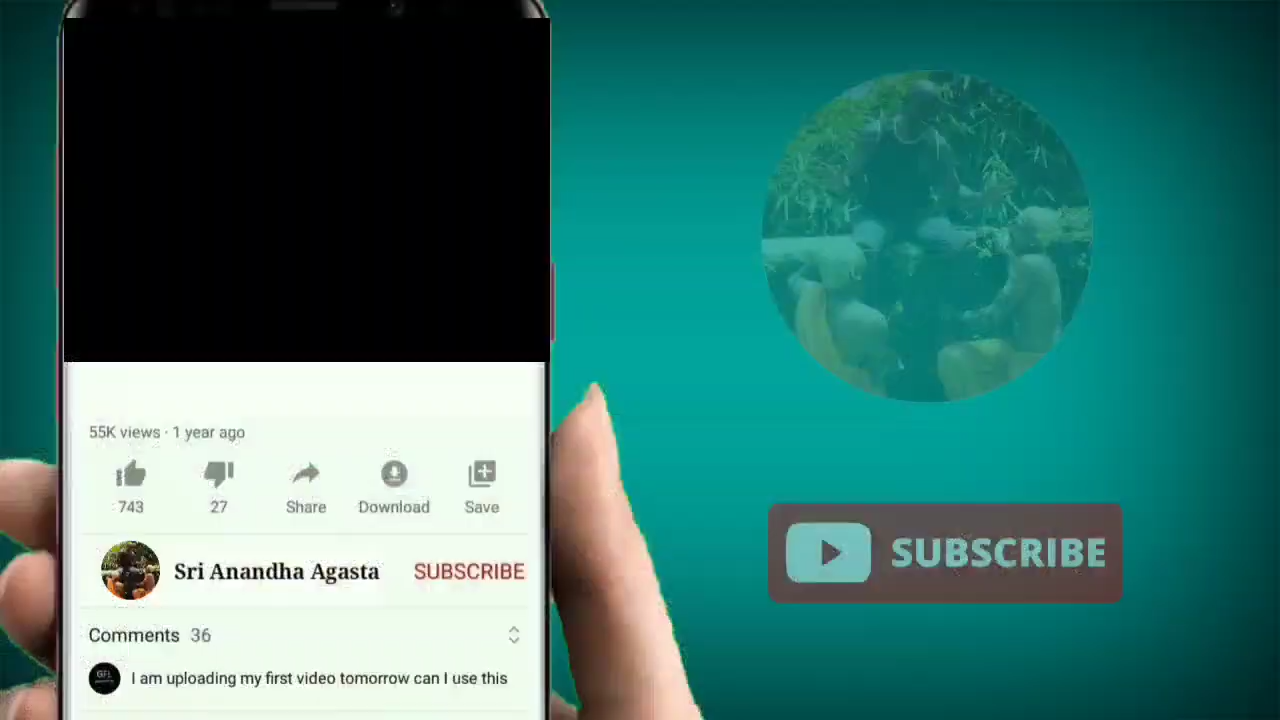 55K views · 1 year ago
743 27 Share Download Save
Sri Anandha Agasta SUBSCRIBE
Comments 36
GFL
I am uploading my first video tomorrow can I use this
SUBSCRIBE